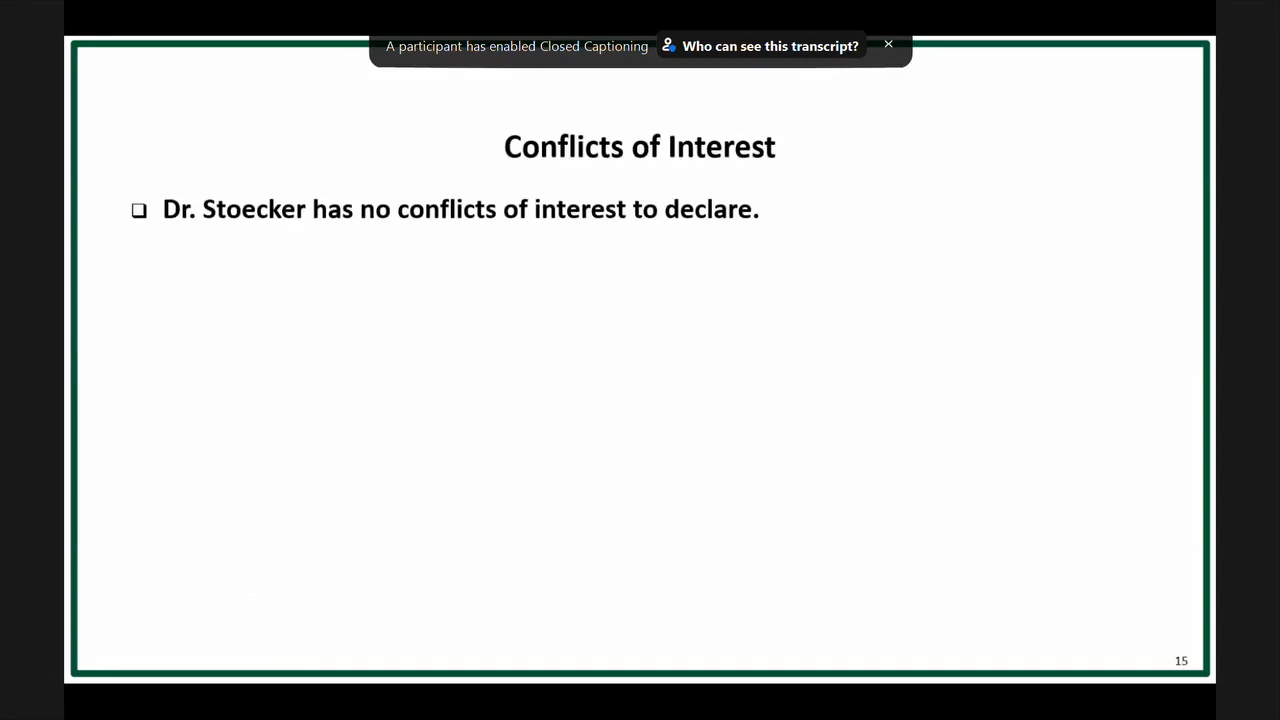 A participant has enabled Closed Captioning Who can see this transcript?
Conflicts of Interest
❑ Dr. Stoecker has no conflicts of interest to declare.
15